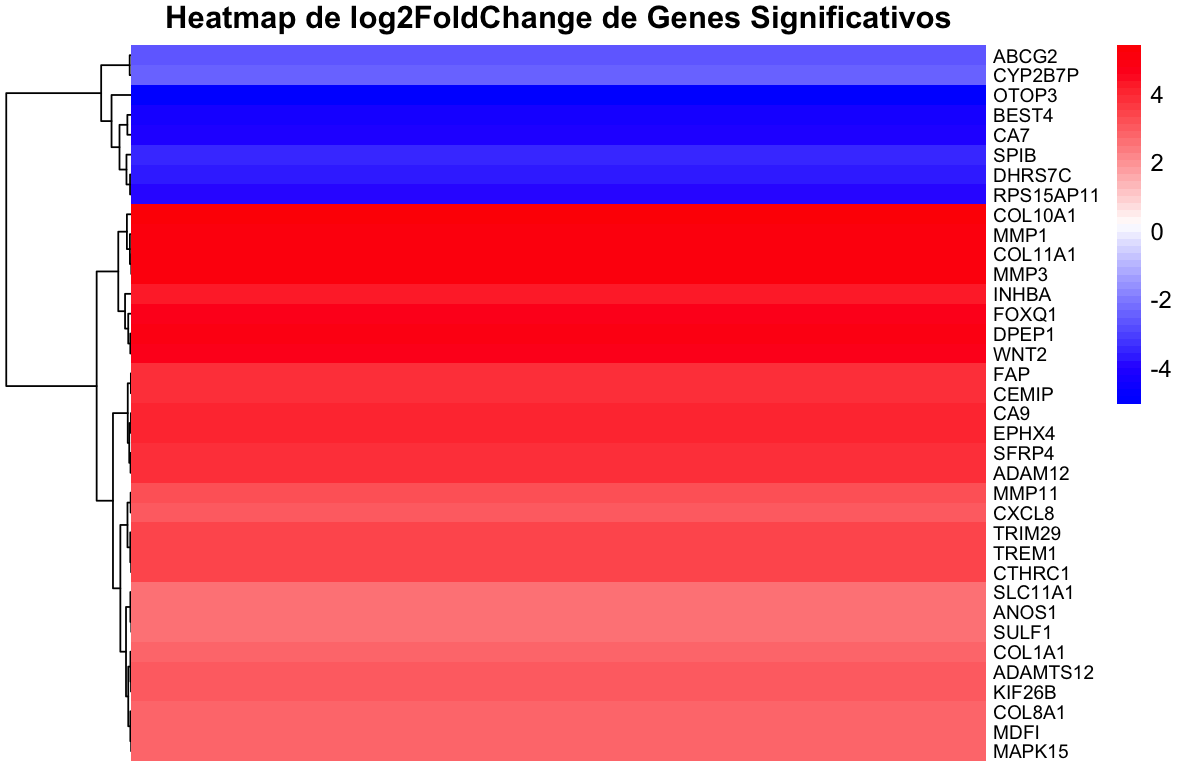 Heatmap de log2FoldChange de Genes Significativos
ABCG2
CYP2B7P
OTOP3
BEST4
CA7
SPIB
DHRS7C
RPS15AP11
COL10A1
MMP1
COL11A1
MMP3
INHBA
FOXQ1
DPEP1
WNT2
FAP
CEMIP
CA9
EPHX4
SFRP4
ADAM12
MMP11
CXCL8
TRIM29
TREM1
CTHRC1
SLC11A1
ANOS1
SULF1
COL1A1
ADAMTS12
KIF26B
COL8A1
MDFI
MAPK15
4
2
0
-2
-4